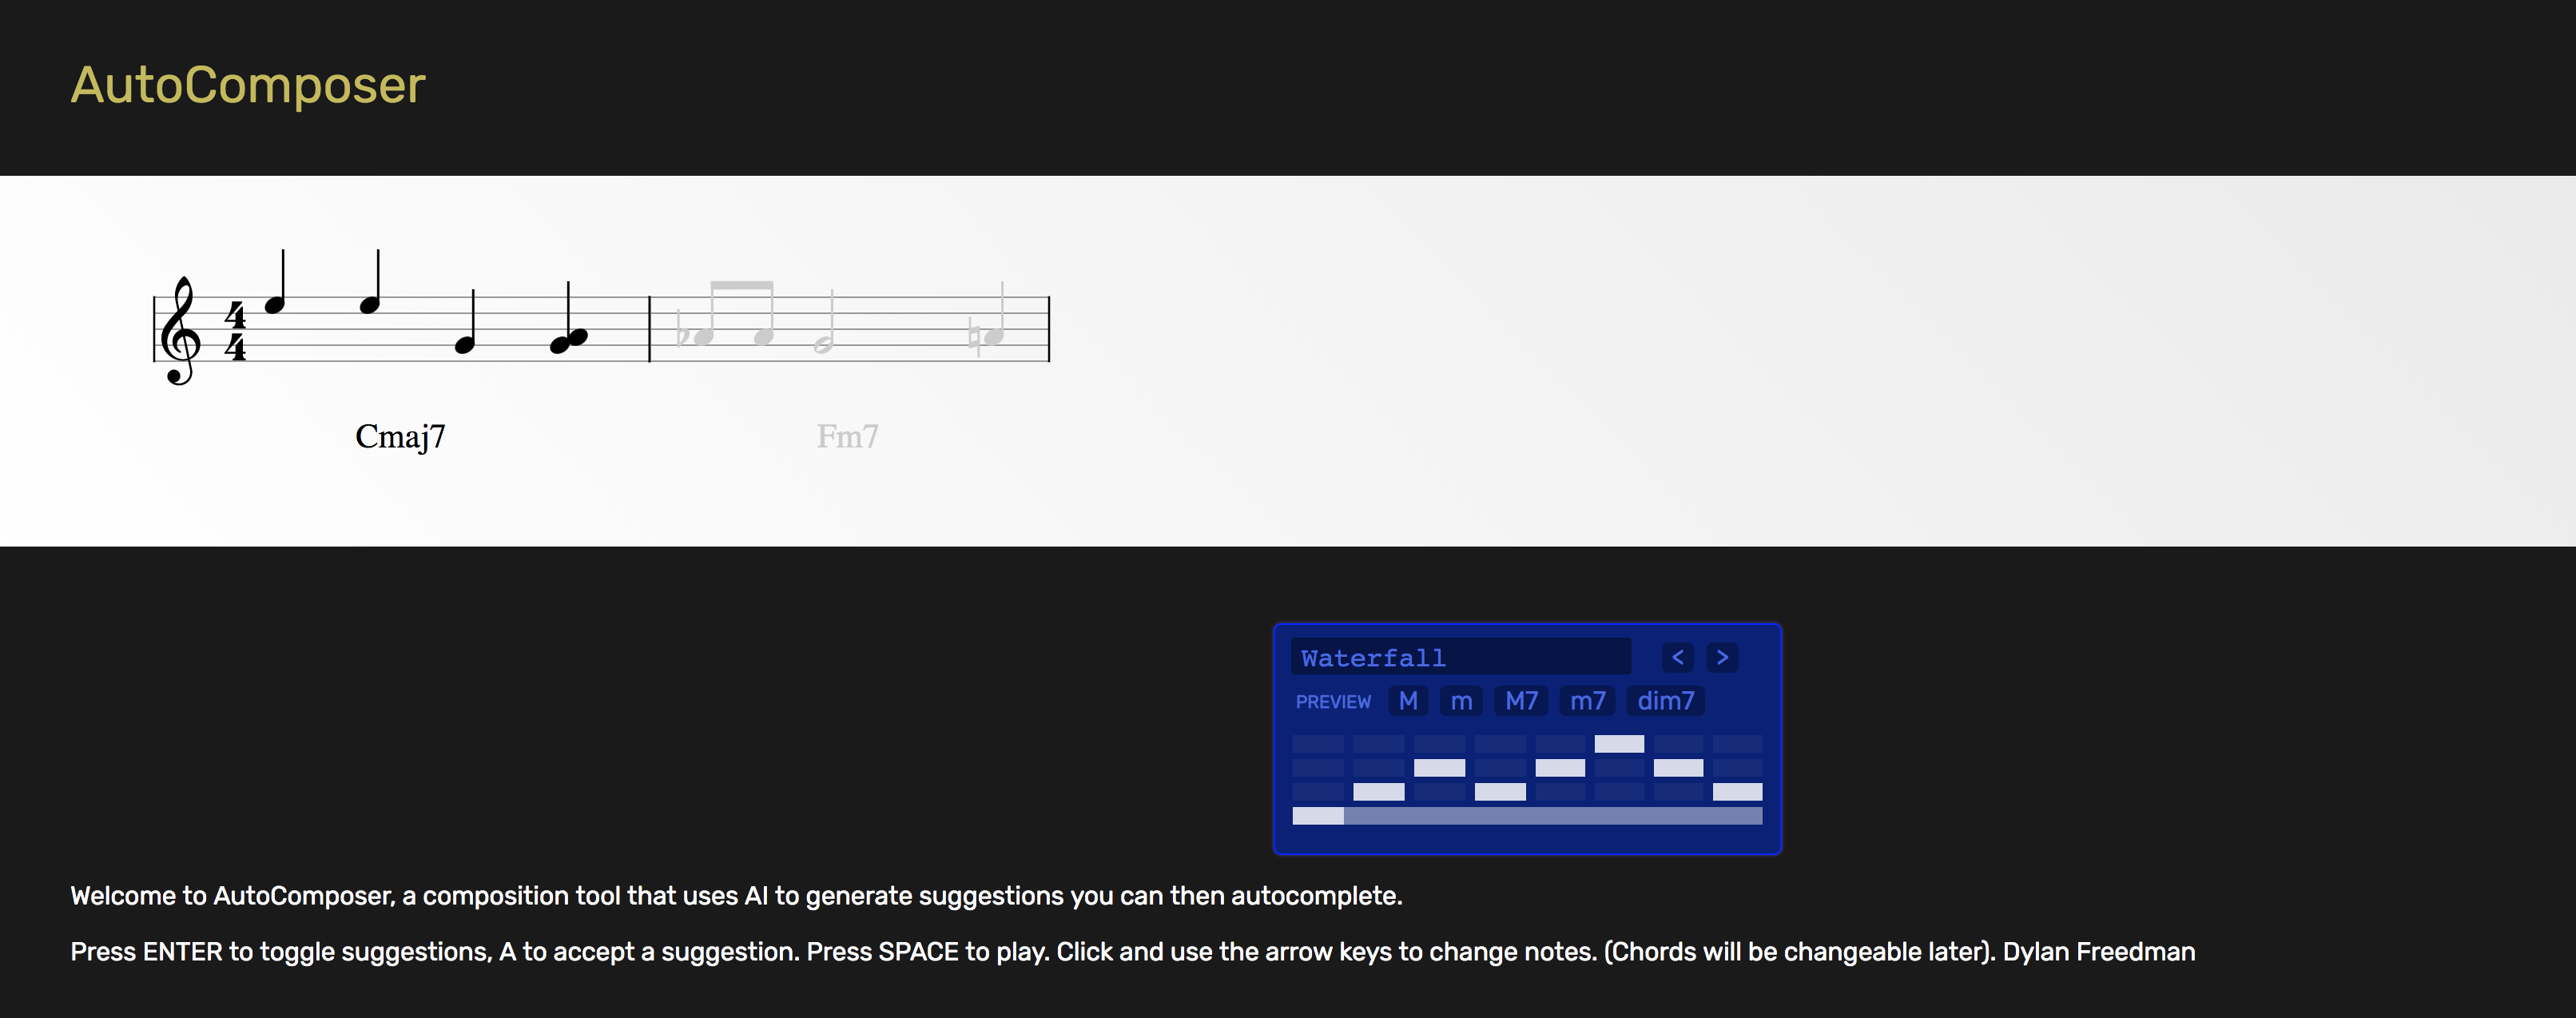 AutoComposer
4
4
Cmaj7 Fm7
Waterfall < >
PREVIEW M m M7 m7 dim7
Welcome to AutoComposer, a composition tool that uses AI to generate suggestions you can then autocomplete.
Press ENTER to toggle suggestions, A to accept a suggestion. Press SPACE to play. Click and use the arrow keys to change notes. (Chords will be changeable later). Dylan Freedman